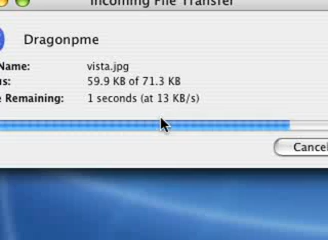 Incoming File Transfer
Dragonpme
Name: vista.jpg
us: 59.9 KB of 71.3 KB
e Remaining: 1 seconds (at 13 KB/s)
Cancel